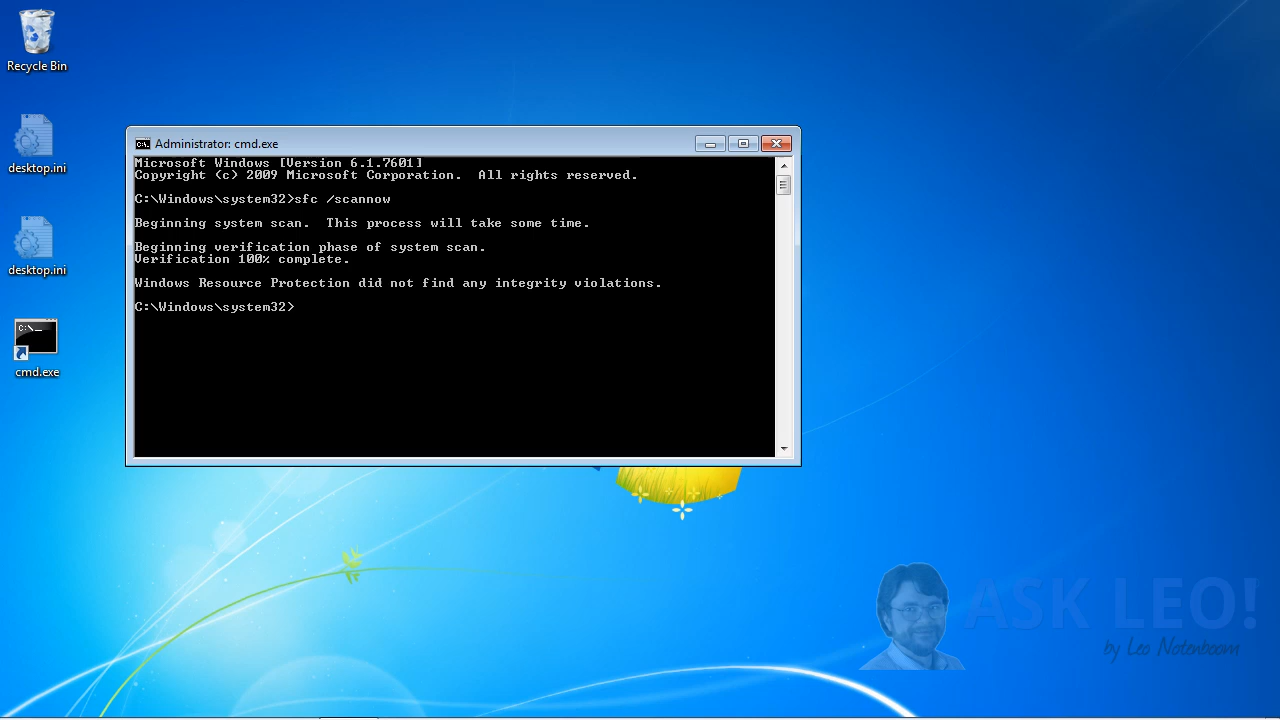 Recycle Bin
desktop.ini
desktop.ini
C:\._
cmd.exe
C:\.
Administrator: cmd.exe
Microsoft Windows [Version 6.1.7601]
Copyright (c) 2009 Microsoft Corporation.  All rights reserved.
C:\Windows\system32>sfc /scannow
Beginning system scan.  This process will take some time.
Beginning verification phase of system scan.
Verification 100% complete.
Windows Resource Protection did not find any integrity violations.
C:\Windows\system32>
ASK LEO!
by Leo Notenboom